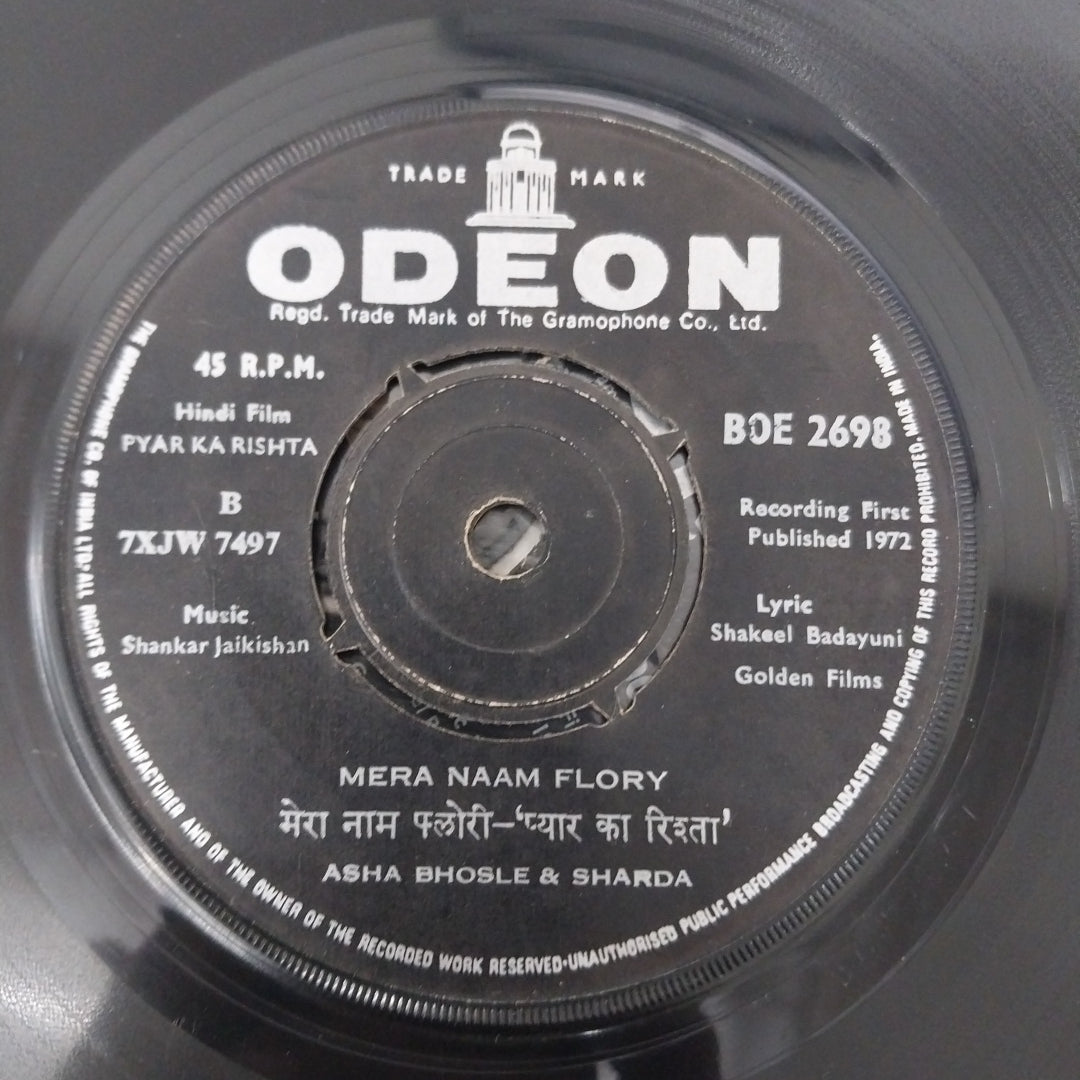 TRADE MARK
ODEON
Regd. Trade Mark of The Gramophone Co., Ltd.
45 R.P.M.
Hindi Film
PYAR KA RISHTA
B
7XJW 7497
Music
Shankar Jaikishan
BOE 2698
Recording First
Published 1972
Lyric
Shakeel Badayuni
Golden Films
MERA NAAM FLORY
मेरा नाम फ्लोरी-'प्यार का रिश्ता'
ASHA BHOSLE & SHARDA
THE GRAMOPHONE CO. OF INDIA LTD·ALL RIGHTS OF THE MANUFACTURER AND OF THE OWNER OF THE RECORDED WORK RESERVED·UNAUTHORISED PUBLIC PERFORMANCE BROADCASTING AND COPYING OF THIS RECORD PROHIBITED. MADE IN INDIA.